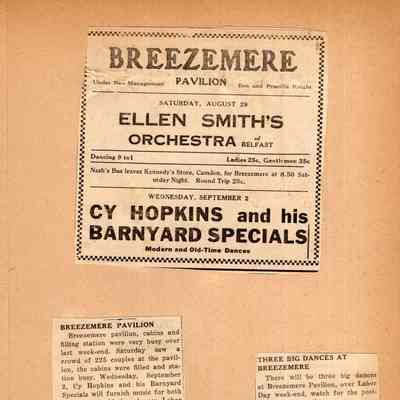 BREEZEMERE
Under New Management PAVILION Don and Priscilla Knight
SATURDAY, AUGUST 29
ELLEN SMITH'S
ORCHESTRA of BELFAST
Dancing 9 to 1 Ladies 25c, Gentlemen 35c
Nash's Bus leaves Kennedy's Store, Camden, for Breezemere at 8.30 Sat-
urday Night. Round Trip 25c.
WEDNESDAY, SEPTEMBER 2
CY HOPKINS and his
BARNYARD SPECIALS
Modern and Old-Time Dances
BREEZEMERE PAVILION
Breezemere pavilion, cabins and
filling station were very busy over
last week-end. Saturday saw a
crowd of 225 couples at the pavil-
ion, the cabins were filled and sta-
tion busy. Wednesday, September
2, Cy Hopkins and his Barnyard
Specials will furnish music for both
THREE BIG DANCES AT
BREEZEMERE
There will be three big dances
at Breezemere Pavilion, over Labor
Day week-end, watch for the post-